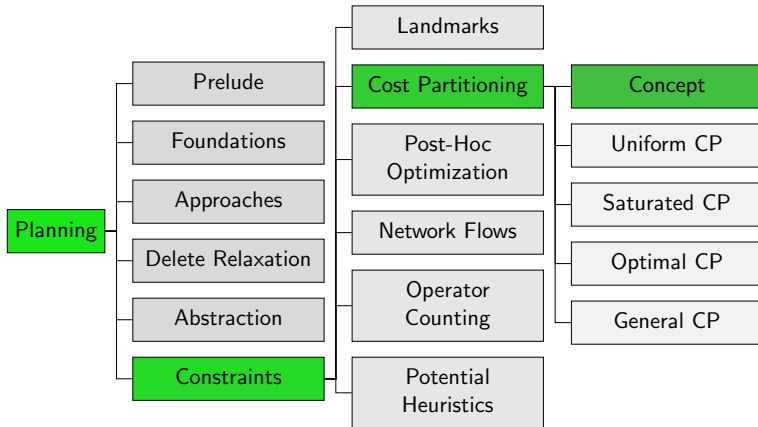 Planning
Prelude
Foundations
Approaches
Delete Relaxation
Abstraction
Constraints
Landmarks
Cost Partitioning
Post-Hoc
Optimization
Network Flows
Operator
Counting
Potential
Heuristics
Concept
Uniform CP
Saturated CP
Optimal CP
General CP